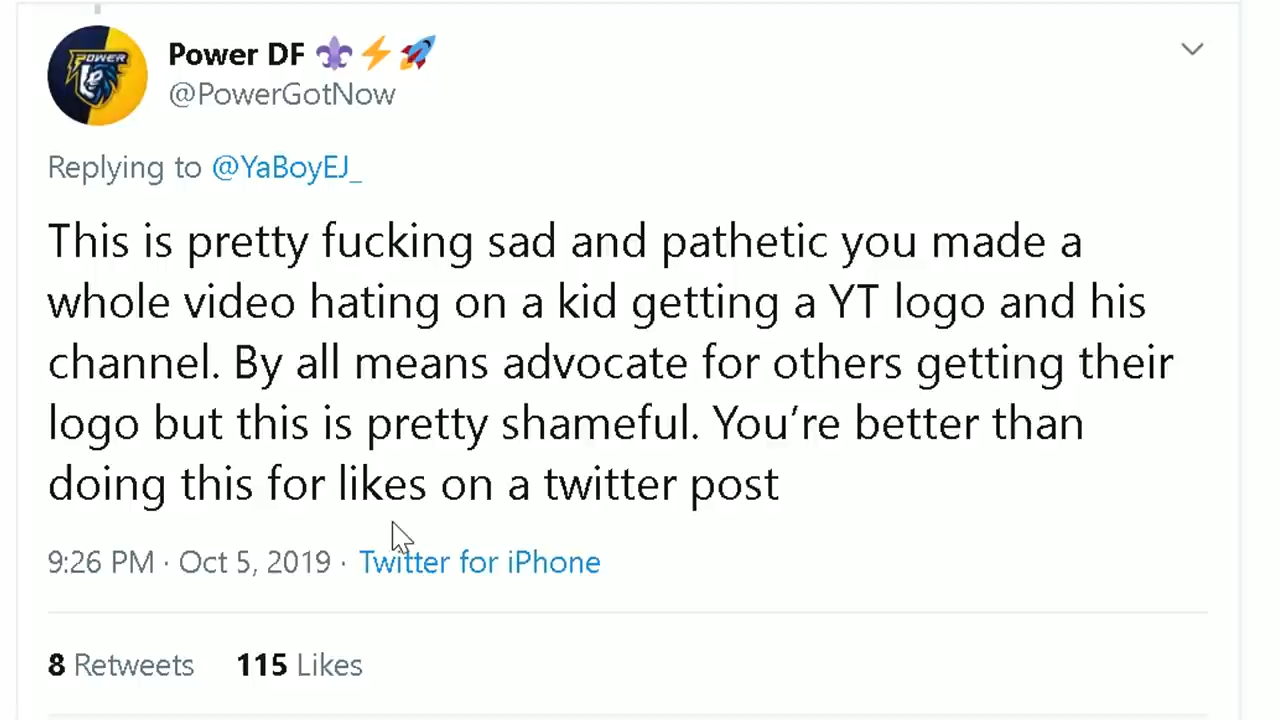 POWER
Power DF ⚜⚡🚀
@PowerGotNow
Replying to @YaBoyEJ_
This is pretty fucking sad and pathetic you made a
whole video hating on a kid getting a YT logo and his
channel. By all means advocate for others getting their
logo but this is pretty shameful. You’re better than
doing this for likes on a twitter post
9:26 PM · Oct 5, 2019 · Twitter for iPhone
8 Retweets 115 Likes